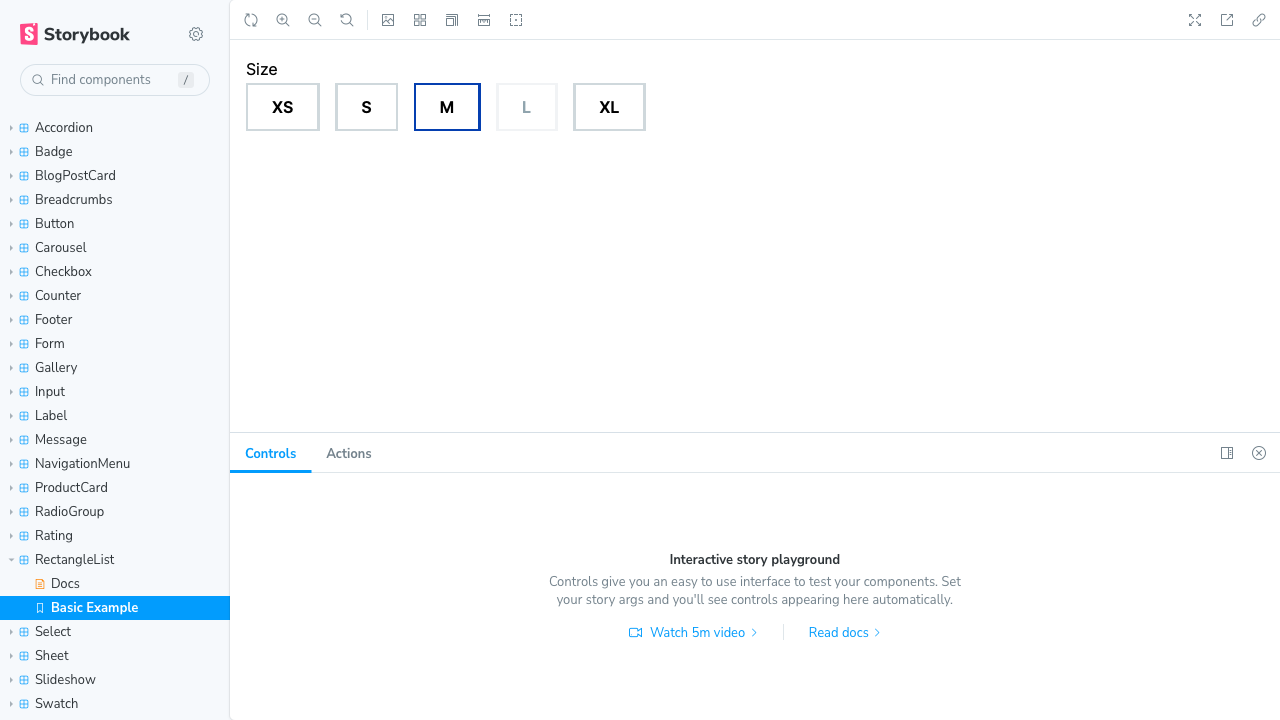 Storybook
Find components
/
Accordion
Badge
BlogPostCard
Breadcrumbs
Button
Carousel
Checkbox
Counter
Footer
Form
Gallery
Input
Label
Message
NavigationMenu
ProductCard
RadioGroup
Rating
RectangleList
Docs
Basic Example
Select
Sheet
Slideshow
Swatch
Size
XS S M L XL
Controls Actions
Interactive story playground
Controls give you an easy to use interface to test your components. Set
your story args and you'll see controls appearing here automatically.
Watch 5m video Read docs